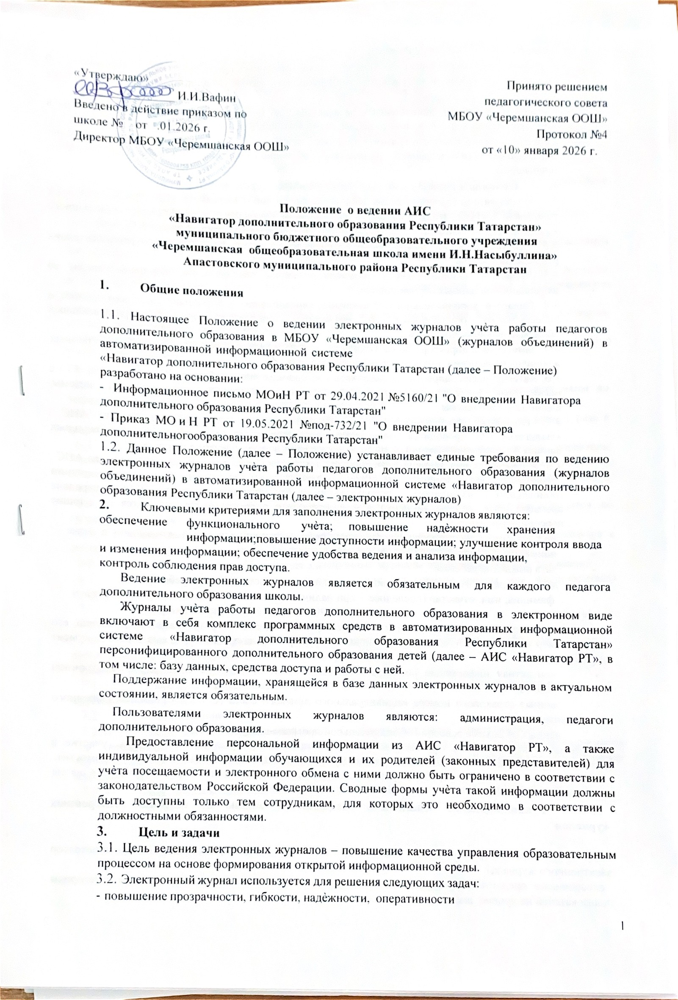 «Утверждаю»
И.И.Вафин
Введено в действие приказом по
школе № от .01.2026 г.
Директор МБОУ «Черемшанская ООШ»
Принято решением
педагогического совета
МБОУ «Черемшанская ООШ»
Протокол №4
от «10» января 2026 г.
Положение о ведении АИС
«Навигатор дополнительного образования Республики Татарстан»
муниципального бюджетного общеобразовательного учреждения
«Черемшанская общеобразовательная школа имени И.Н.Насыбуллина»
Апастовского муниципального района Республики Татарстан
1. Общие положения
1.1. Настоящее Положение о ведении электронных журналов учѐта работы педагогов
дополнительного образования в МБОУ «Черемшанская ООШ» (журналов объединений) в
автоматизированной информационной системе
«Навигатор дополнительного образования Республики Татарстан (далее – Положение)
разработано на основании:
- Информационное письмо МОиН РТ от 29.04.2021 №5160/21 "О внедрении Навигатора
дополнительного образования Республики Татарстан"
- Приказ МО и Н РТ от 19.05.2021 №под-732/21 "О внедрении Навигатора
дополнительногообразования Республики Татарстан"
1.2. Данное Положение (далее – Положение) устанавливает единые требования по ведению
электронных журналов учѐта работы педагогов дополнительного образования (журналов
объединений) в автоматизированной информационной системе «Навигатор дополнительного
образования Республики Татарстан (далее – электронных журналов)
2. Ключевыми критериями для заполнения электронных журналов являются:
обеспечение функционального учѐта; повышение надѐжности хранения
информации;повышение доступности информации; улучшение контроля ввода
и изменения информации; обеспечение удобства ведения и анализа информации,
контроль соблюдения прав доступа.
Ведение электронных журналов является обязательным для каждого педагога
дополнительного образования школы.
Журналы учѐта работы педагогов дополнительного образования в электронном виде
включают в себя комплекс программных средств в автоматизированных информационной
системе «Навигатор дополнительного образования Республики Татарстан»
персонифицированного дополнительного образования детей (далее – АИС «Навигатор РТ», в
том числе: базу данных, средства доступа и работы с ней.
Поддержание информации, хранящейся в базе данных электронных журналов в актуальном
состоянии, является обязательным.
Пользователями электронных журналов являются: администрация, педагоги
дополнительного образования.
Предоставление персональной информации из АИС «Навигатор РТ», а также
индивидуальной информации обучающихся и их родителей (законных представителей) для
учѐта посещаемости и электронного обмена с ними должно быть ограничено в соответствии с
законодательством Российской Федерации. Сводные формы учѐта такой информации должны
быть доступны только тем сотрудникам, для которых это необходимо в соответствии с
должностными обязанностями.
3. Цель и задачи
3.1. Цель ведения электронных журналов – повышение качества управления образовательным
процессом на основе формирования открытой информационной среды.
3.2. Электронный журнал используется для решения следующих задач:
- повышение прозрачности, гибкости, надѐжности, оперативности
1